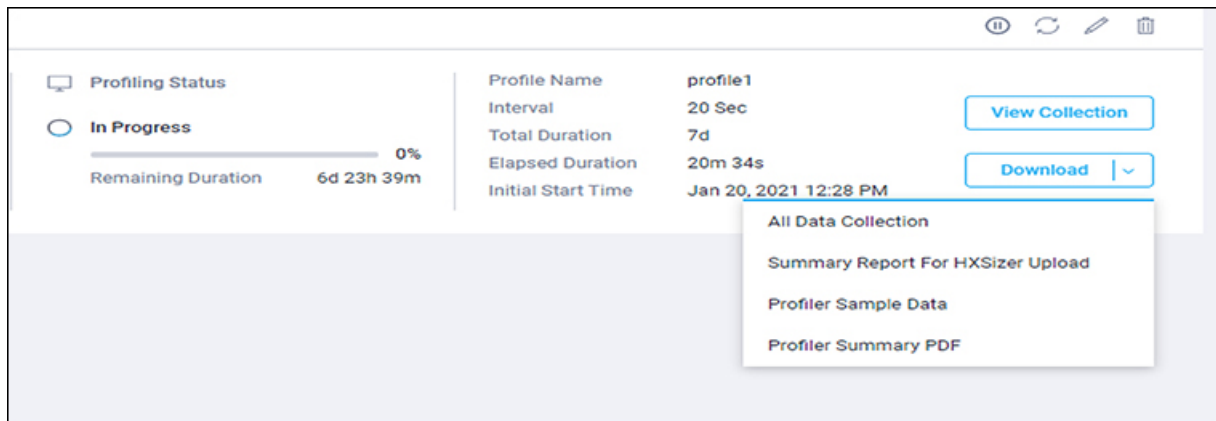 Profiling Status
In Progress
0%
Remaining Duration 6d 23h 39m
Profile Name profile1
Interval 20 Sec
Total Duration 7d
Elapsed Duration 20m 34s
Initial Start Time Jan 20, 2021 12:28 PM
View Collection
Download
All Data Collection
Summary Report For HXSizer Upload
Profiler Sample Data
Profiler Summary PDF